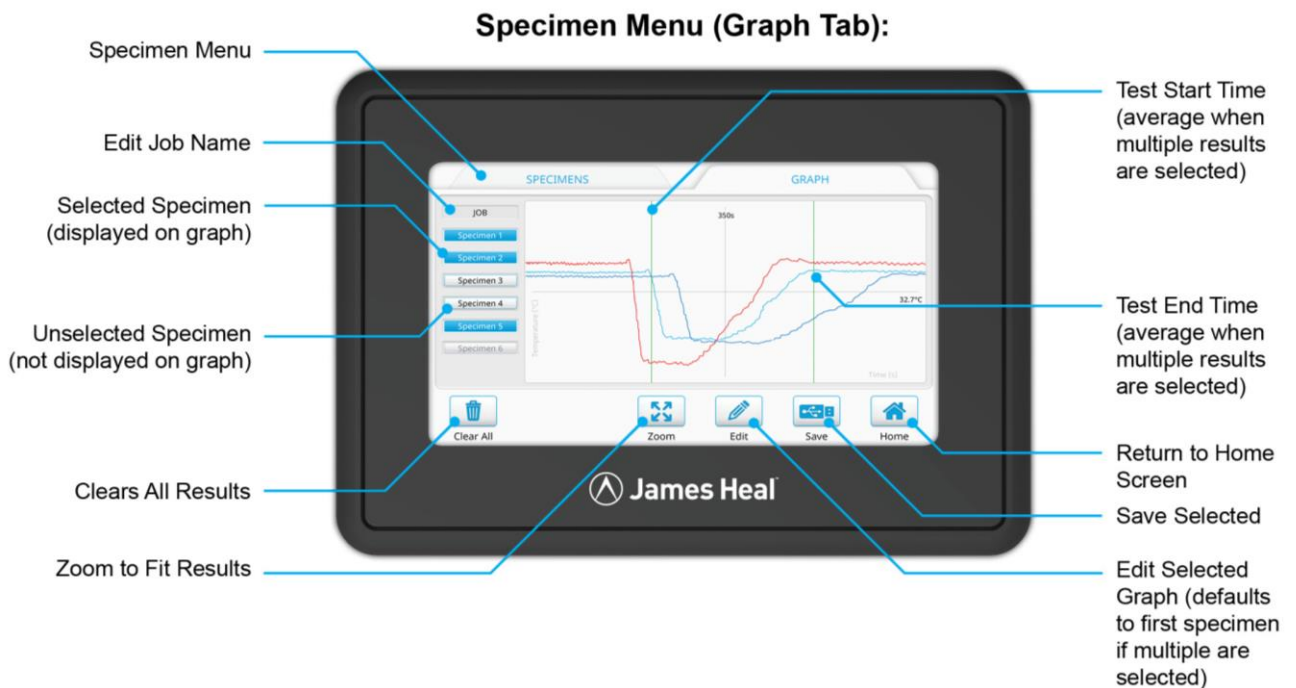 Specimen Menu (Graph Tab):
Specimen Menu
Edit Job Name
Selected Specimen
(displayed on graph)
Unselected Specimen
(not displayed on graph)
Clears All Results
Zoom to Fit Results
SPECIMENS
GRAPH
JOB
Specimen 1
Specimen 2
Specimen 3
Specimen 4
Specimen 5
Specimen 6
350s
32.7°C
Temperature (°C)
Time (s)
Clear All
Zoom
Edit
Save
Home
James Heal
Test Start Time
(average when
multiple results
are selected)
Test End Time
(average when
multiple results
are selected)
Return to Home
Screen
Save Selected
Edit Selected
Graph (defaults
to first specimen
if multiple are
selected)